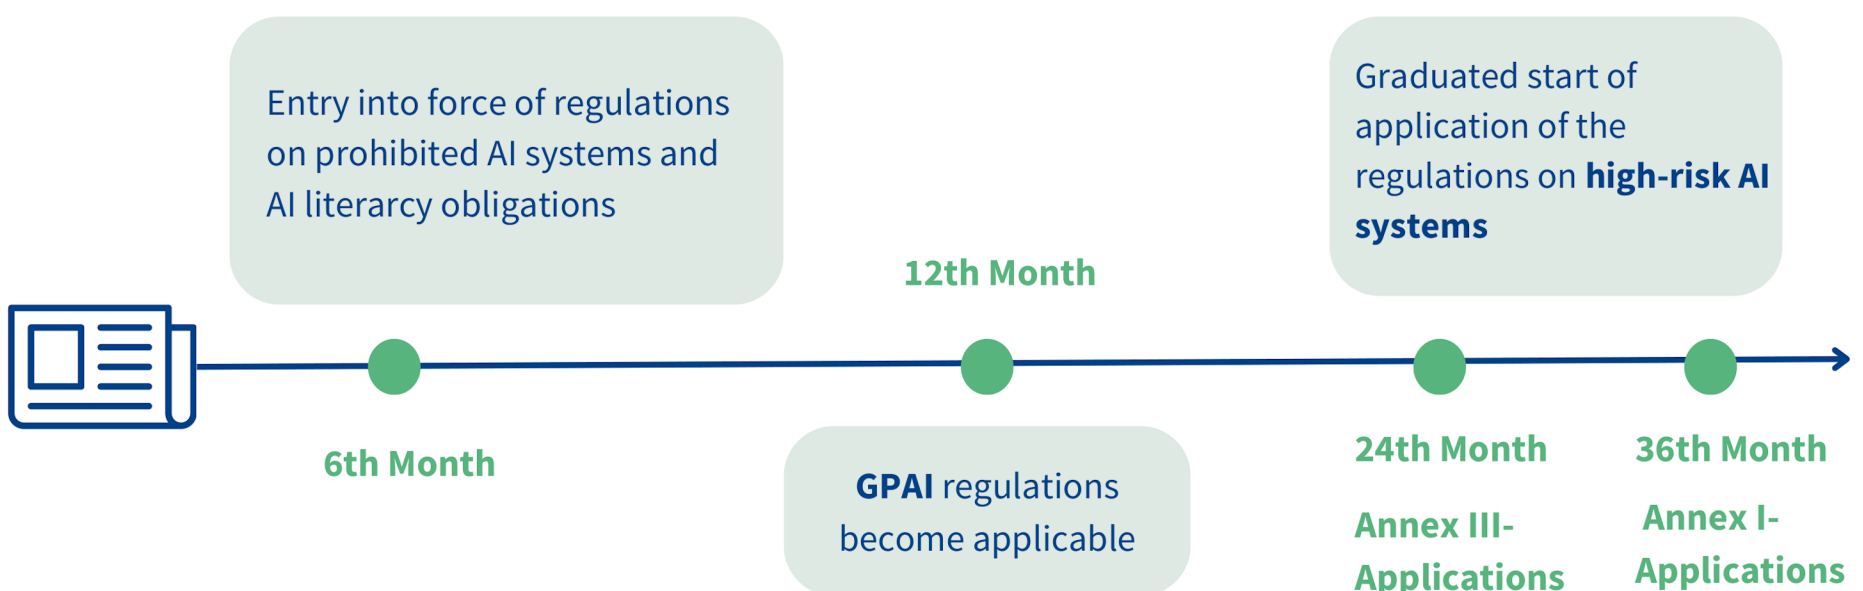 Entry into force of regulations
on prohibited AI systems and
AI literarcy obligations
6th Month
12th Month
GPAI regulations
become applicable
Graduated start of
application of the
regulations on high-risk AI
systems
24th Month
Annex III-
Applications
36th Month
Annex I-
Applications